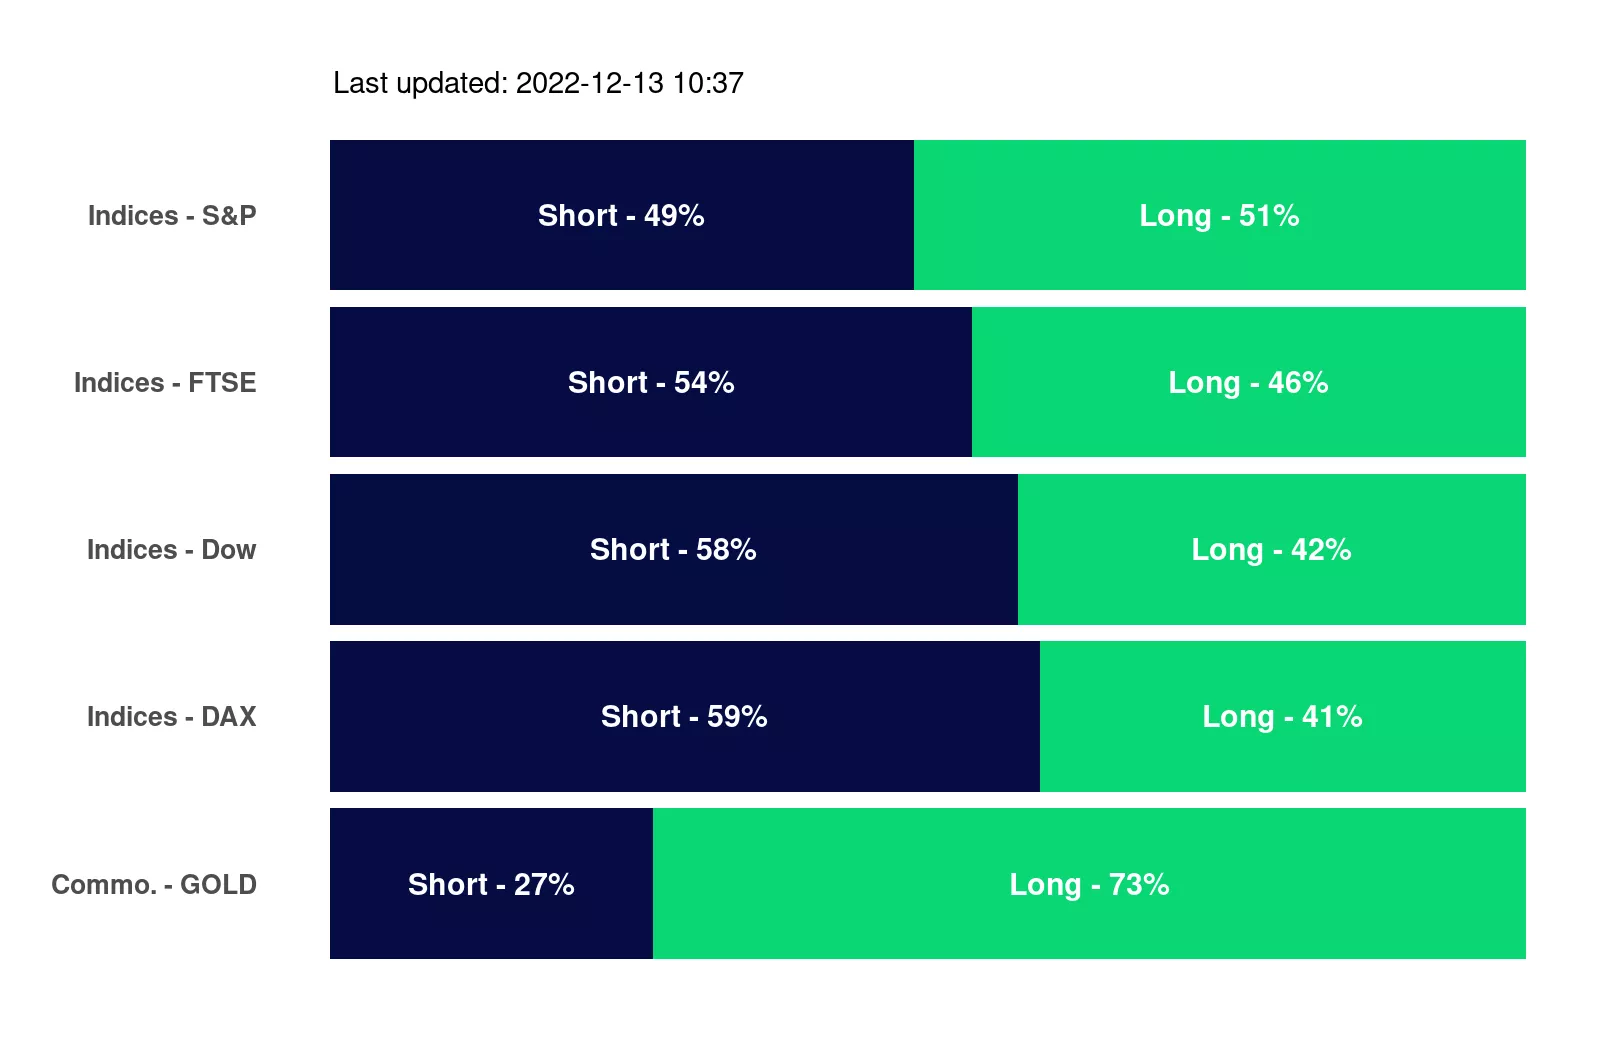 Last updated: 2022-12-13 10:37
Indices - S&P Short - 49% Long - 51%
Indices - FTSE Short - 54% Long - 46%
Indices - Dow Short - 58% Long - 42%
Indices - DAX Short - 59% Long - 41%
Commo. - GOLD Short - 27% Long - 73%